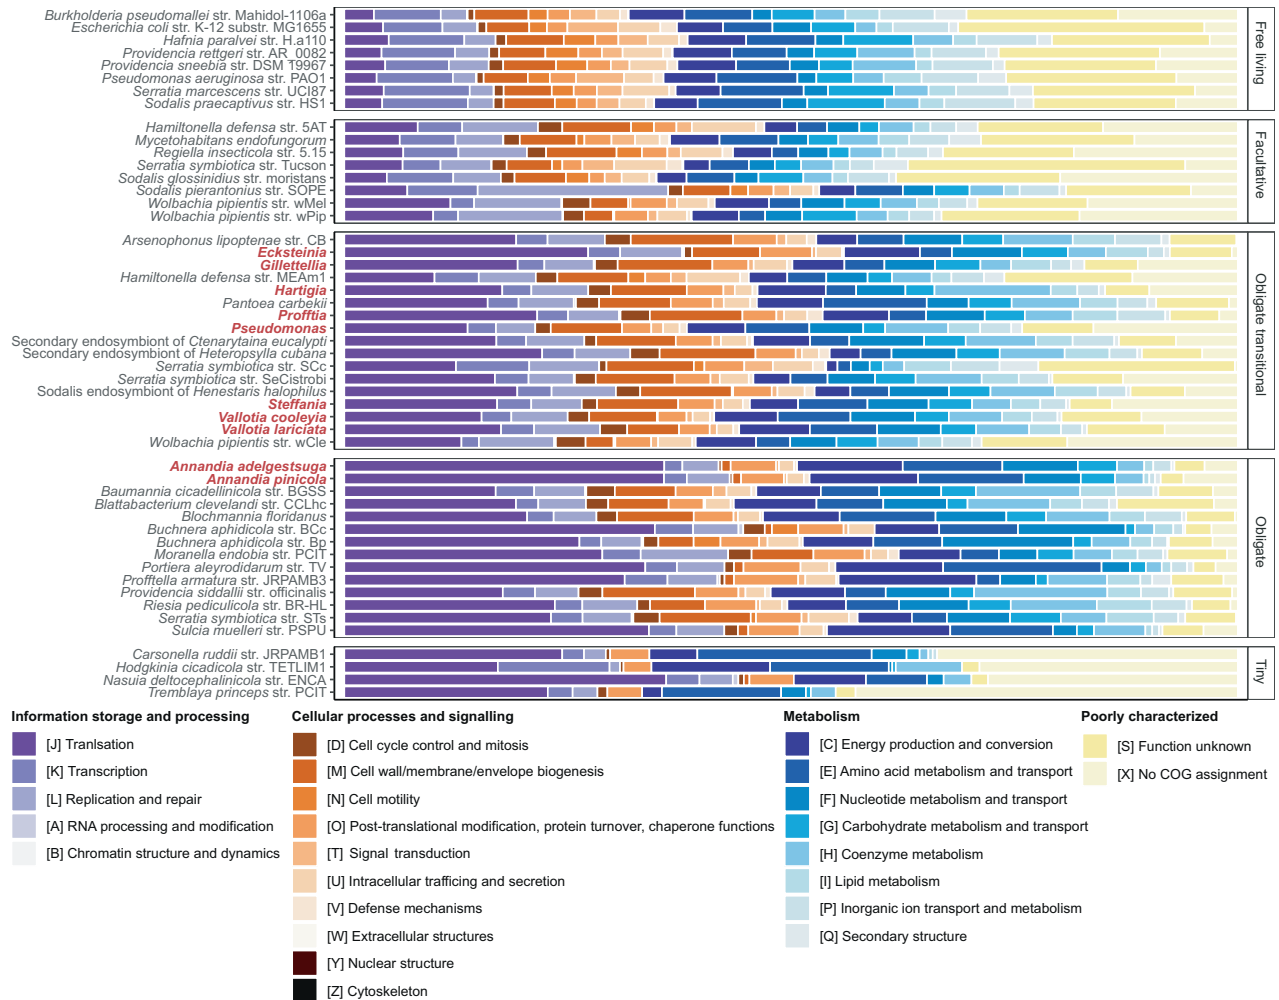 Burkholderia pseudomallei str. Mahidol-1106a
Escherichia coli str. K-12 substr. MG1655
Hafnia paralvei str. H.a110
Providencia rettgeri str. AR_0082
Providencia sneebia str. DSM 19967
Pseudomonas aeruginosa str. PAO1
Serratia marcescens str. UCI87
Sodalis praecaptivus str. HS1
Free living
Hamiltonella defensa str. 5AT
Mycetohabitans endofungorum
Regiella insecticola str. 5.15
Serratia symbiotica str. Tucson
Sodalis glossinidius str. moristans
Sodalis pierantonius str. SOPE
Wolbachia pipientis str. wMel
Wolbachia pipientis str. wPip
Facultative
Arsenophonus lipoptenae str. CB
Ecksteinia
Gillettellia
Hamiltonella defensa str. MEAm1
Hartigia
Pantoea carbekii
Profftia
Pseudomonas
Secondary endosymbiont of Ctenarytaina eucalypti
Secondary endosymbiont of Heteropsylla cubana
Serratia symbiotica str. SCc
Serratia symbiotica str. SeCistrobi
Sodalis endosymbiont of Henestaris halophilus
Steffania
Vallotia cooleyia
Vallotia lariciata
Wolbachia pipientis str. wCle
Obligate transitional
Annandia adelgestsuga
Annandia pinicola
Baumannia cicadellinicola str. BGSS
Blattabacterium clevelandi str. CCLhc
Blochmannia floridanus
Buchnera aphidicola str. BCc
Buchnera aphidicola str. Bp
Moranella endobia str. PCIT
Portiera aleyrodidarum str. TV
Profftella armatura str. JRPAMB3
Providencia siddallii str. officinalis
Riesia pediculicola str. BR-HL
Serratia symbiotica str. STs
Sulcia muelleri str. PSPU
Obligate
Carsonella ruddii str. JRPAMB1
Hodgkinia cicadicola str. TETLIM1
Nasuia deltocephalinicola str. ENCA
Tremblaya princeps str. PCIT
Tiny
Information storage and processing
[J] Tranlsation
[K] Transcription
[L] Replication and repair
[A] RNA processing and modification
[B] Chromatin structure and dynamics
Cellular processes and signalling
[D] Cell cycle control and mitosis
[M] Cell wall/membrane/envelope biogenesis
[N] Cell motility
[O] Post-translational modification, protein turnover, chaperone functions
[T] Signal transduction
[U] Intracellular trafficing and secretion
[V] Defense mechanisms
[W] Extracellular structures
[Y] Nuclear structure
[Z] Cytoskeleton
Metabolism
[C] Energy production and conversion
[E] Amino acid metabolism and transport
[F] Nucleotide metabolism and transport
[G] Carbohydrate metabolism and transport
[H] Coenzyme metabolism
[I] Lipid metabolism
[P] Inorganic ion transport and metabolism
[Q] Secondary structure
Poorly characterized
[S] Function unknown
[X] No COG assignment